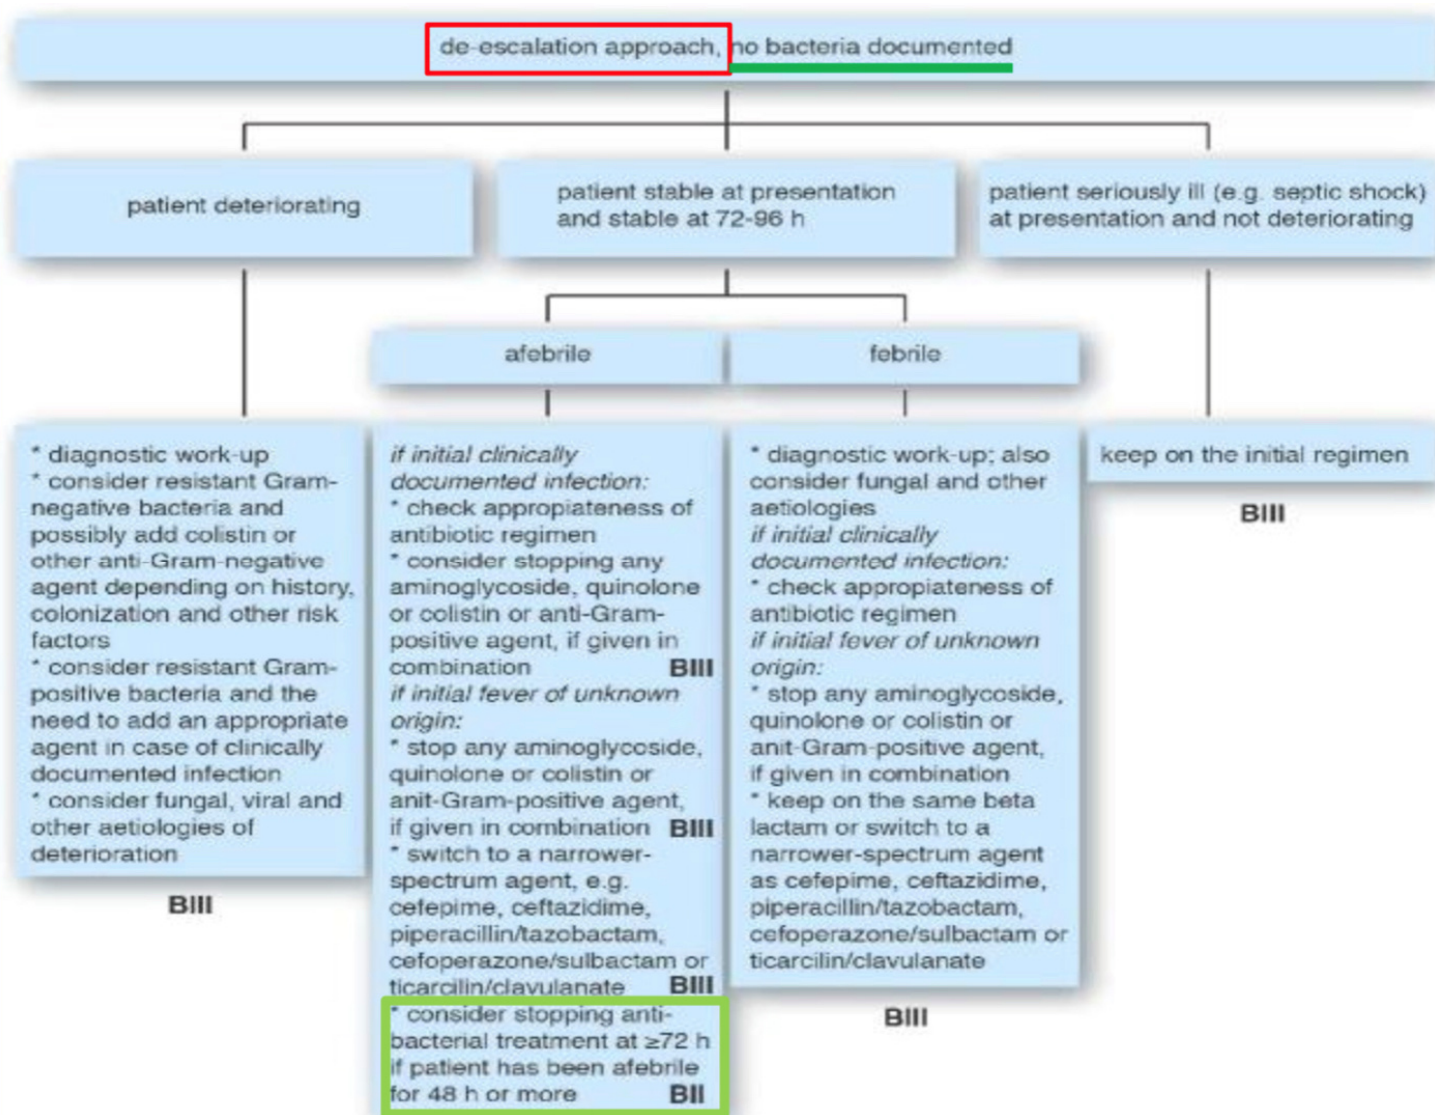 de-escalation approach, no bacteria documented
patient deteriorating
patient stable at presentation
and stable at 72-96 h
patient seriously ill (e.g. septic shock)
at presentation and not deteriorating
afebrile
febrile
* diagnostic work-up
* consider resistant Gram-
negative bacteria and
possibly add colistin or
other anti-Gram-negative
agent depending on history,
colonization and other risk
factors
* consider resistant Gram-
positive bacteria and the
need to add an appropriate
agent in case of clinically
documented infection
* consider fungal, viral and
other aetiologies of
deterioration
BIII
if initial clinically
documented infection:
* check appropiateness of
antibiotic regimen
* consider stopping any
aminoglycoside, quinolone
or colistin or anti-Gram-
positive agent, if given in
combination BIII
if initial fever of unknown
origin:
* stop any aminoglycoside,
quinolone or colistin or
anit-Gram-positive agent,
if given in combination BIII
* switch to a narrower-
spectrum agent, e.g.
cefepime, ceftazidime,
piperacillin/tazobactam,
cefoperazone/sulbactam or
ticarcilin/clavulanate BIII
* consider stopping anti-
bacterial treatment at ≥72 h
if patient has been afebrile
for 48 h or more BII
* diagnostic work-up; also
consider fungal and other
aetiologies
if initial clinically
documented infection:
* check appropiateness of
antibiotic regimen
if initial fever of unknown
origin:
* stop any aminoglycoside,
quinolone or colistin or
anit-Gram-positive agent,
if given in combination
* keep on the same beta
lactam or switch to a
narrower-spectrum agent
as cefepime, ceftazidime,
piperacillin/tazobactam,
cefoperazone/sulbactam or
ticarcilin/clavulanate
BIII
keep on the initial regimen
BIII